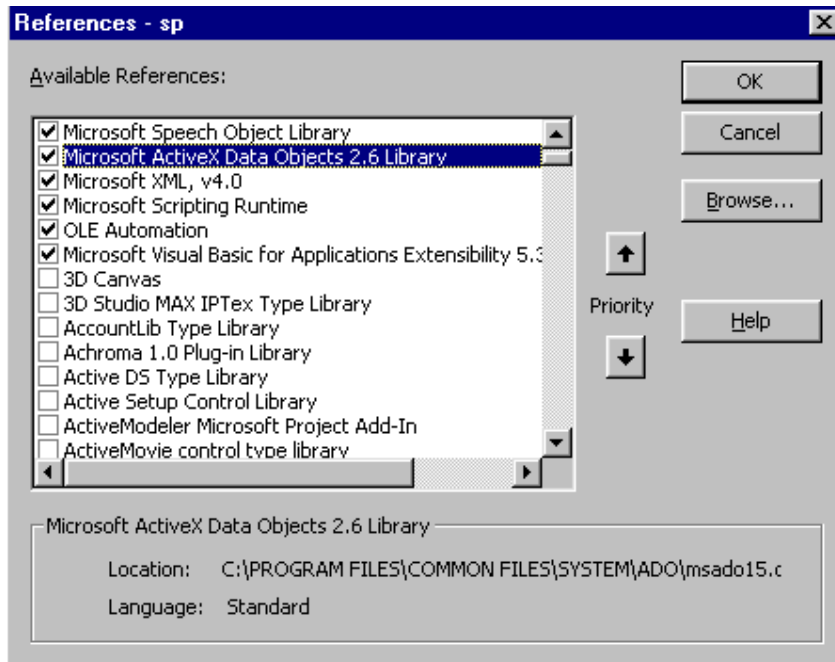 References - sp
Available References:
Microsoft Speech Object Library
Microsoft ActiveX Data Objects 2.6 Library
Microsoft XML, v4.0
Microsoft Scripting Runtime
OLE Automation
Microsoft Visual Basic for Applications Extensibility 5.3
3D Canvas
3D Studio MAX IPTex Type Library
AccountLib Type Library
Achroma 1.0 Plug-in Library
Active DS Type Library
Active Setup Control Library
ActiveModeler Microsoft Project Add-In
ActiveMovie control type library
OK
Cancel
Browse...
Priority
Help
Microsoft ActiveX Data Objects 2.6 Library
Location: C:\PROGRAM FILES\COMMON FILES\SYSTEM\ADO\msado15.c
Language: Standard